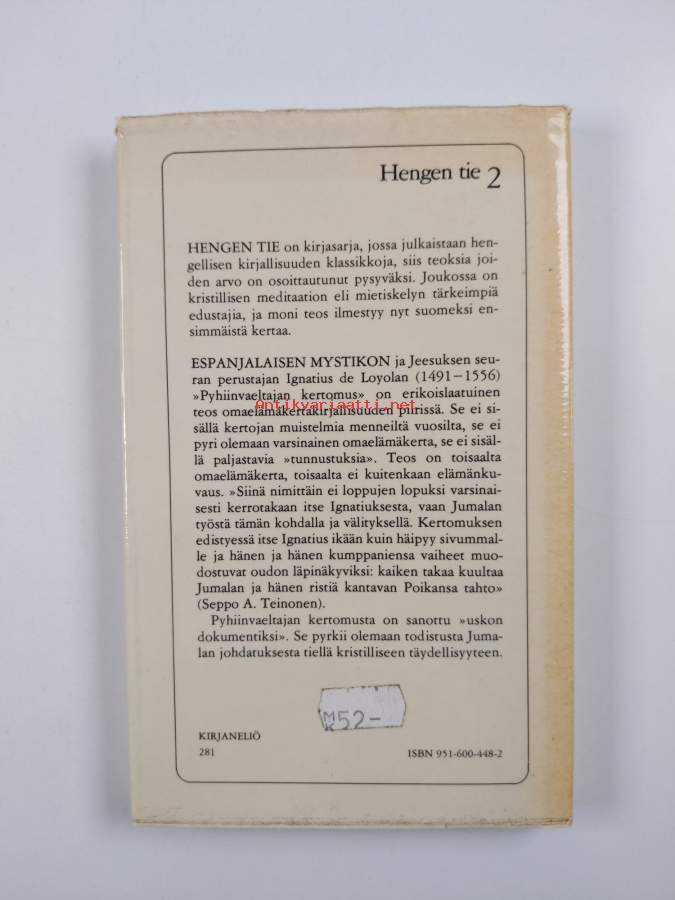 Hengen tie 2
HENGEN TIE on kirjasarja, jossa julkaistaan hen-
gellisen kirjallisuuden klassikkoja, siis teoksia joi-
den arvo on osoittautunut pysyväksi. Joukossa on
kristillisen meditaation eli mietiskelyn tärkeimpiä
edustajia, ja moni teos ilmestyy nyt suomeksi en-
simmäistä kertaa.
ESPANJALAISEN MYSTIKON ja Jeesuksen seu-
ran perustajan Ignatius de Loyolan (1491–1556)
»Pyhiinvaeltajan kertomus» on erikoislaatuinen
Antikvariaatti.net
teos omaelämäkertakirjallisuuden piirissä. Se ei si-
sällä kertojan muistelmia menneiltä vuosilta, se ei
pyri olemaan varsinainen omaelämäkerta, se ei sisäl-
lä paljastavia »tunnustuksia». Teos on toisaalta
omaelämäkerta, toisaalta ei kuitenkaan elämänku-
vaus. »Siinä nimittäin ei loppujen lopuksi varsinai-
sesti kerrotakaan itse Ignatiuksesta, vaan Jumalan
työstä tämän kohdalla ja välityksellä. Kertomuksen
edistyessä itse Ignatius ikään kuin häipyy sivummal-
le ja hänen ja hänen kumppaniensa vaiheet muo-
dostuvat oudon läpinäkyviksi: kaiken takaa kuultaa
Jumalan ja hänen ristiä kantavan Poikansa tahto»
(Seppo A. Teinonen).
Pyhiinvaeltajan kertomusta on sanottu »uskon
dokumentiksi». Se pyrkii olemaan todistusta Juma-
lan johdatuksesta tiellä kristilliseen täydellisyyteen.
MK 52-
KIRJANELIÖ
281
ISBN 951-600-448-2